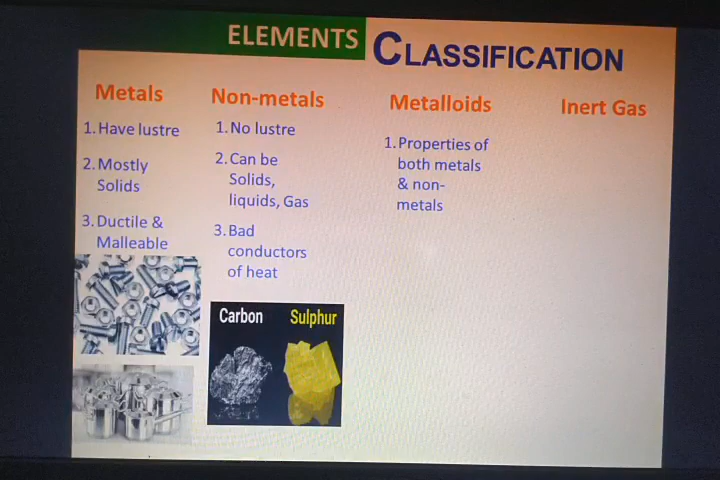 ELEMENTS CLASSIFICATION
Metals
1. Have lustre
2. Mostly
Solids
3. Ductile &
Malleable
Non-metals
1. No lustre
2. Can be
Solids,
liquids, Gas
3. Bad
conductors
of heat
Carbon
Sulphur
Metalloids
1. Properties of
both metals
& non-
metals
Inert Gas